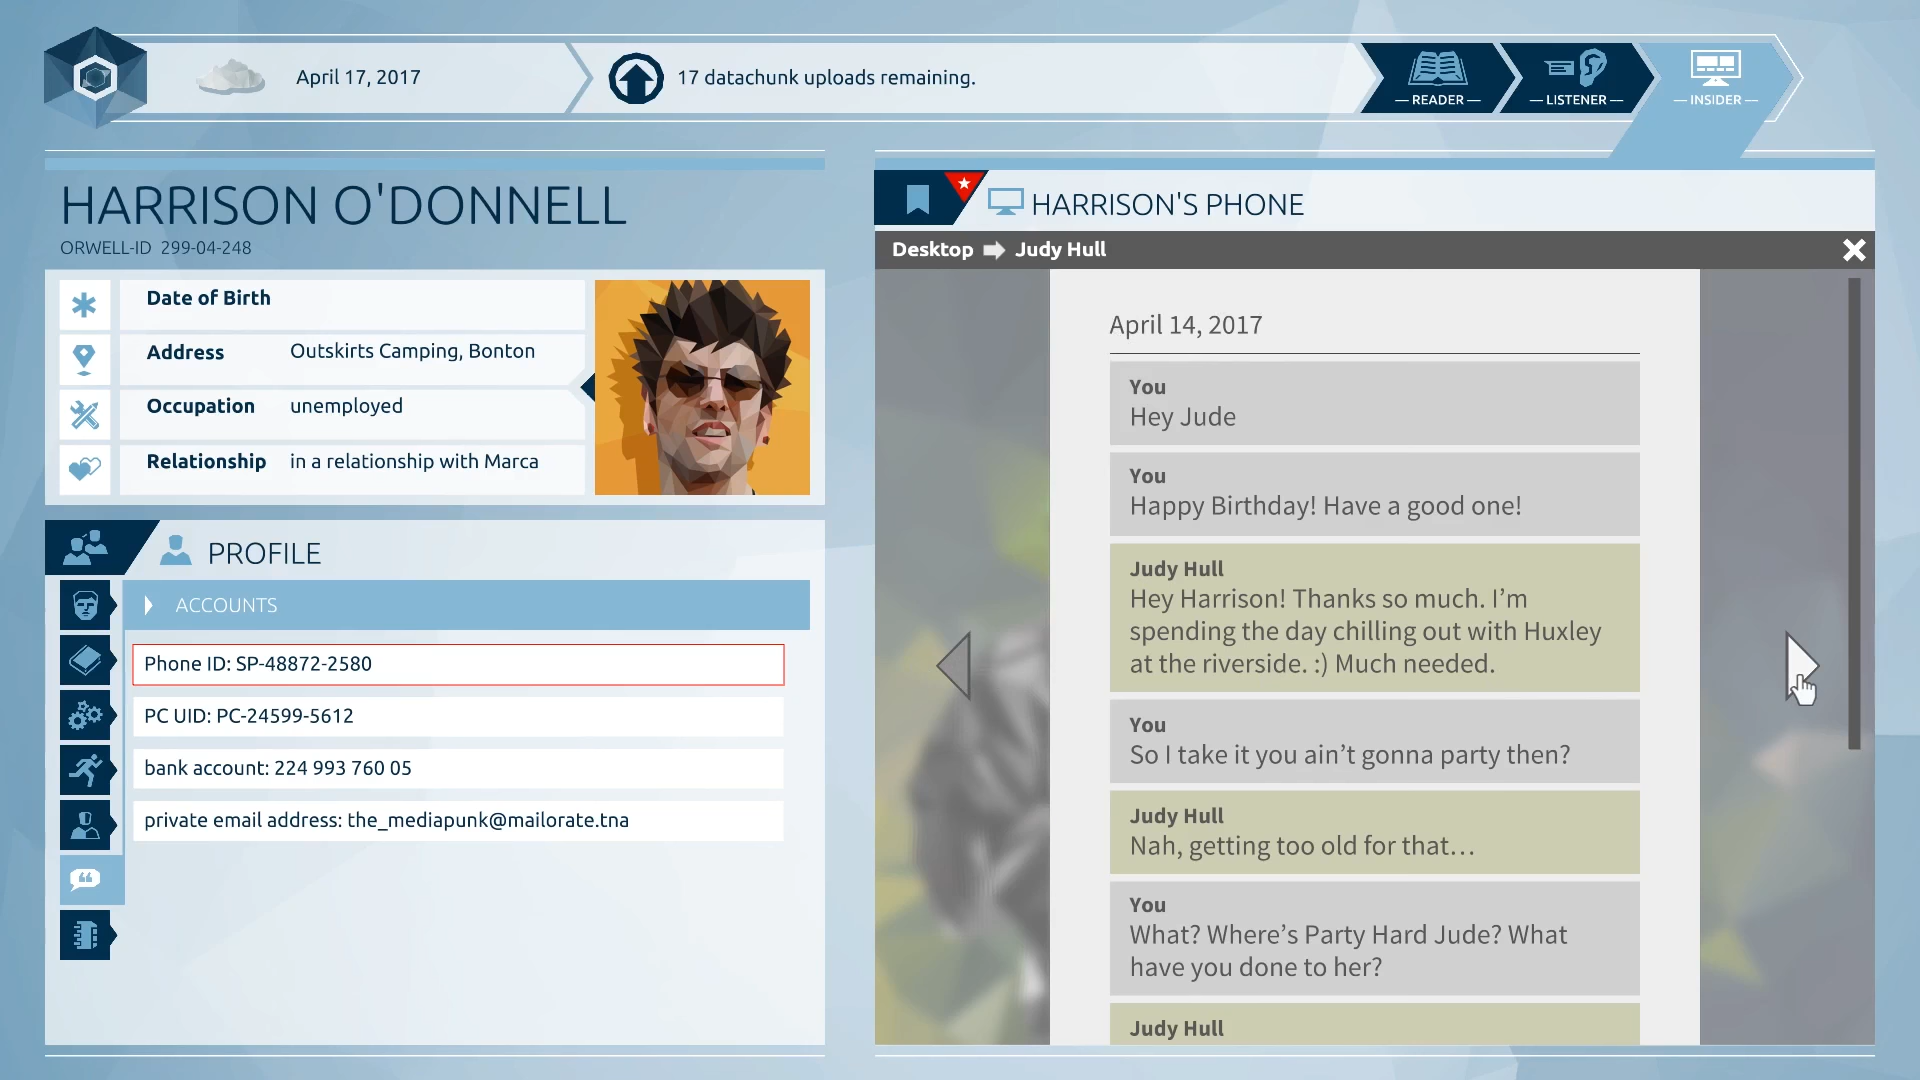 April 17, 2017
17 datachunk uploads remaining.
— READER —
— LISTENER —
— INSIDER —
HARRISON O'DONNELL
ORWELL-ID 299-04-248
Date of Birth
Address Outskirts Camping, Bonton
Occupation unemployed
Relationship in a relationship with Marca
PROFILE
ACCOUNTS
Phone ID: SP-48872-2580
PC UID: PC-24599-5612
bank account: 224 993 760 05
private email address: the_mediapunk@mailorate.tna
HARRISON'S PHONE
Desktop Judy Hull
April 14, 2017
You
Hey Jude
You
Happy Birthday! Have a good one!
Judy Hull
Hey Harrison! Thanks so much. I’m
spending the day chilling out with Huxley
at the riverside. :) Much needed.
You
So I take it you ain’t gonna party then?
Judy Hull
Nah, getting too old for that…
You
What? Where’s Party Hard Jude? What
have you done to her?
Judy Hull